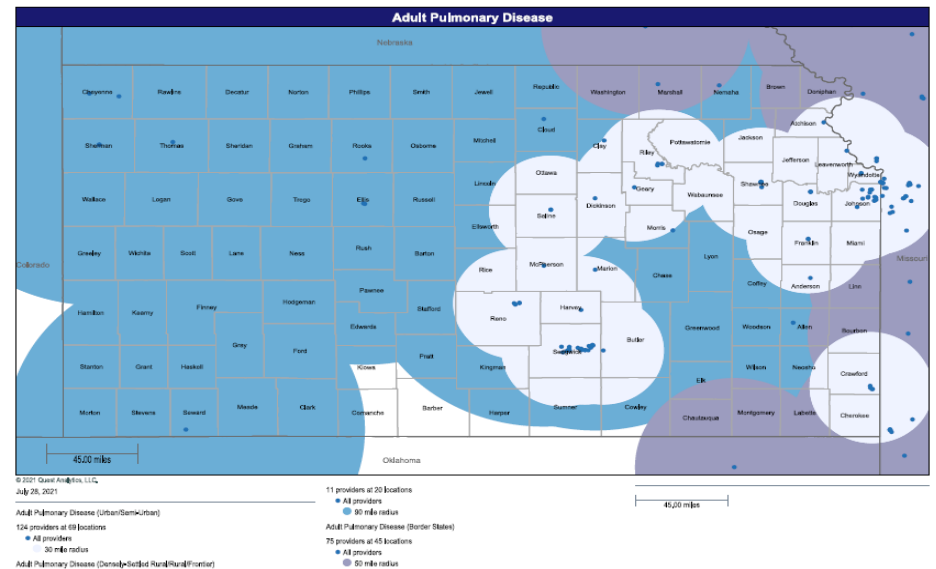 Adult Pulmonary Disease
Nebraska
Cheyenne Rawlins Decatur Norton Phillips Smith Jewell Republic Washington Marshall Nemaha Brown Doniphan
Sherman Thomas Sheridan Graham Rooks Osborne Mitchell Cloud Clay Riley Pottawatomie Jackson Atchison
Jefferson Leavenworth Wyandotte
Wallace Logan Gove Trego Ellis Russell Lincoln Ottawa Saline Dickinson Geary Wabaunsee Shawnee Douglas Johnson
Colorado Greeley Wichita Scott Lane Ness Rush Barton Ellsworth McPherson Marion Morris Chase Lyon Osage Franklin Miami Missouri
Hamilton Kearny Finney Hodgeman Pawnee Stafford Rice Reno Harvey Coffey Anderson Linn
Gray Ford Edwards Pratt Kingman Sedgwick Butler Greenwood Woodson Allen Bourbon
Stanton Grant Haskell Kiowa Elk Wilson Neosho Crawford
Morton Stevens Seward Meade Clark Comanche Barber Harper Sumner Cowley Chautauqua Montgomery Labette Cherokee
45.00 miles
Oklahoma
© 2021 Quest Analytics, LLC.
July 28, 2021
Adult Pulmonary Disease (Urban/Semi-Urban)
124 providers at 69 locations
All providers
30 mile radius
Adult Pulmonary Disease (Densely-Settled Rural/Rural/Frontier)
11 providers at 20 locations
All providers
90 mile radius
Adult Pulmonary Disease (Border States)
75 providers at 45 locations
All providers
50 mile radius
45.00 miles